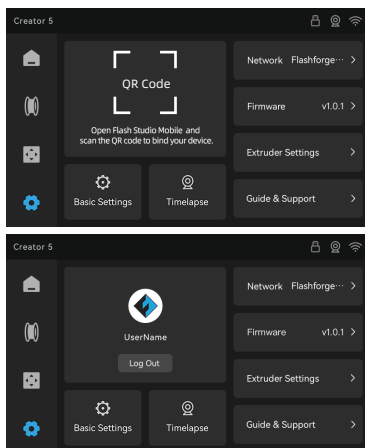 Creator 5
QR Code
Open Flash Studio Mobile and
scan the QR code to bind your device.
Basic Settings
Timelapse
Network Flashforge···
Firmware v1.0.1
Extruder Settings
Guide & Support
Creator 5
UserName
Log Out
Basic Settings
Timelapse
Network Flashforge···
Firmware v1.0.1
Extruder Settings
Guide & Support